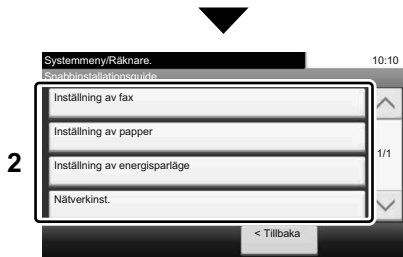 Systemmeny/Räknare. 10:10
Snabbinstallationsguide
Inställning av fax
Inställning av papper
1/1
2
Inställning av energisparläge
Nätverkinst.
< Tillbaka